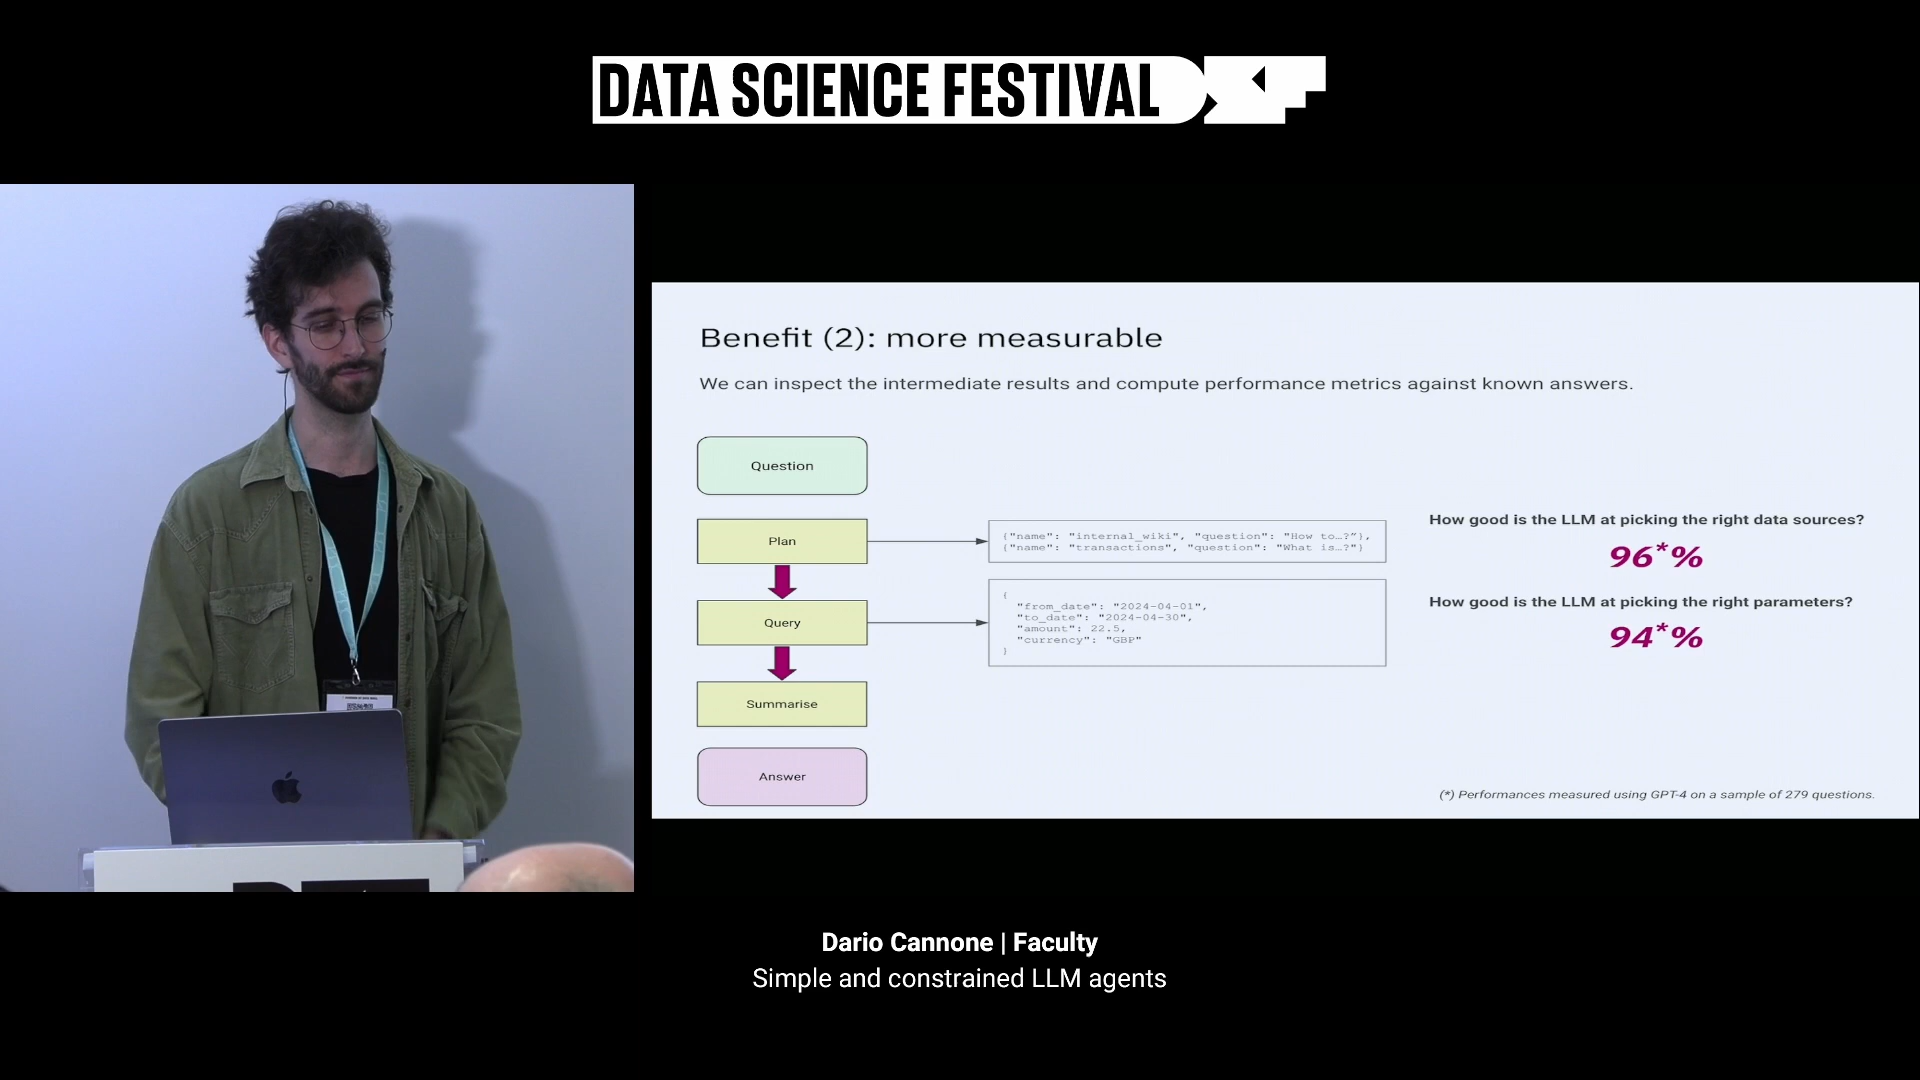 DATA SCIENCE FESTIVAL
Benefit (2): more measurable
We can inspect the intermediate results and compute performance metrics against known answers.
Question
Plan
{"name": "internal_wiki", "question": "How to…?"},
{"name": "transactions", "question": "What is…?"}
How good is the LLM at picking the right data sources?
96*%
Query
{
"from_date": "2024-04-01",
"to_date": "2024-04-30",
"amount": 22.5,
"currency": "GBP"
}
How good is the LLM at picking the right parameters?
94*%
Summarise
Answer
(*) Performances measured using GPT-4 on a sample of 279 questions.
Dario Cannone | Faculty
Simple and constrained LLM agents